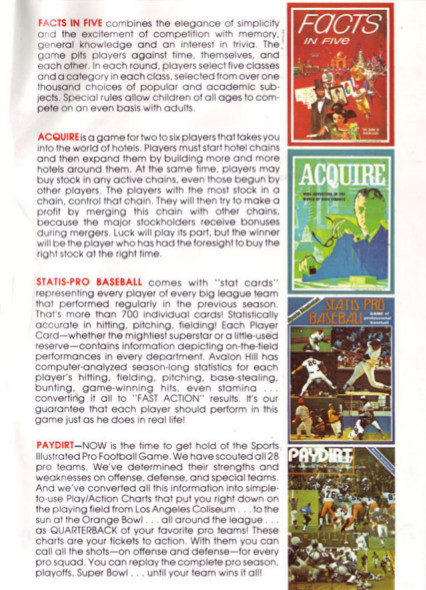 FACTS IN FIVE combines the elegance of simplicity
and the excitement of competition with memory,
general knowledge and an interest in trivia. The
game pits players against time, themselves, and
each other. In each round, players select five classes
and a category in each class, selected from over one
thousand choices of popular and academic sub-
jects. Special rules allow children of all ages to com-
pete on an even basis with adults.
FACTS
IN FIVE
ACQUIRE is a game for two to six players that takes you
into the world of hotels. Players must start hotel chains
and then expand them by building more and more
hotels around them. At the same time, players may
buy stock in any active chains, even those begun by
other players. The players with the most stock in a
chain, control that chain. They will then try to make a
profit by merging this chain with other chains,
because the major stockholders receive bonuses
during mergers. Luck will play its part, but the winner
will be the player who has had the foresight to buy the
right stock at the right time.
ACQUIRE
STATIS-PRO BASEBALL comes with "stat cards"
representing every player of every big league team
that performed regularly in the previous season.
That's more than 700 individual cards! Statistically
accurate in hitting, pitching, fielding! Each Player
Card—whether the mightiest superstar or a little-used
reserve—contains information depicting on-the-field
performances in every department. Avalon Hill has
computer-analyzed season-long statistics for each
player's hitting, fielding, pitching, base-stealing,
bunting, game-winning hits, even stamina . . .
converting it all to "FAST ACTION" results. It's our
guarantee that each player should perform in this
game just as he does in real life!
STATIS PRO
BASEBALL
GAME of
professional
baseball
PAYDIRT—NOW is the time to get hold of the Sports
Illustrated Pro Football Game. We have scouted all 28
pro teams. We've determined their strengths and
weaknesses on offense, defense, and special teams.
And we've converted all this information into simple-
to-use Play/Action Charts that put you right down on
the playing field from Los Angeles Coliseum . . . to the
sun at the Orange Bowl . . . all around the league . . .
as QUARTERBACK of your favorite pro teams! These
charts are your tickets to action. With them you can
call all the shots—on offense and defense—for every
pro squad. You can replay the complete pro season,
playoffs, Super Bowl . . . until your team wins it all!
PAYDIRT